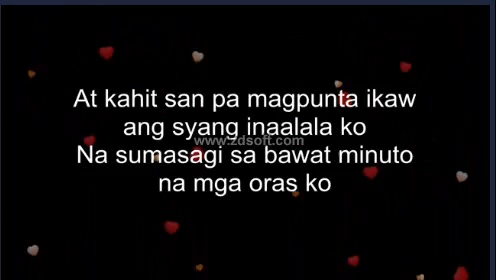 At kahit san pa magpunta ikaw
ang syang inaalala ko
www.zdsoft.com
Na sumasagi sa bawat minuto
na mga oras ko